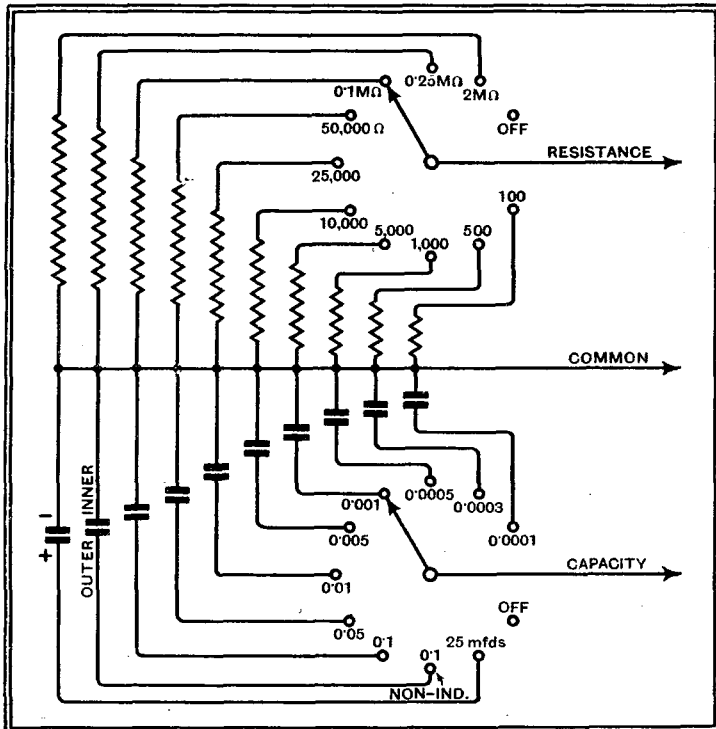 0·25MΩ
0·1MΩ
2MΩ
50,000 Ω
OFF
RESISTANCE
25,000
100
10,000
5,000
1,000
500
COMMON
0·001
0·0005
0·0003
0·0001
0·005
CAPACITY
0·01
OFF
0·05
0·1
0·1
25 mfds
NON-IND.
+
–
OUTER
INNER